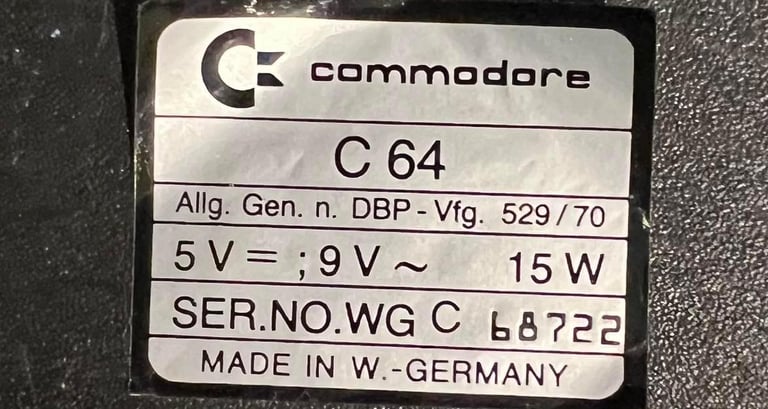 commodore
C 64
Allg. Gen. n. DBP - Vfg. 529/70
5 V = ; 9 V ~ 15 W
SER.NO.WG C 68722
MADE IN W.-GERMANY